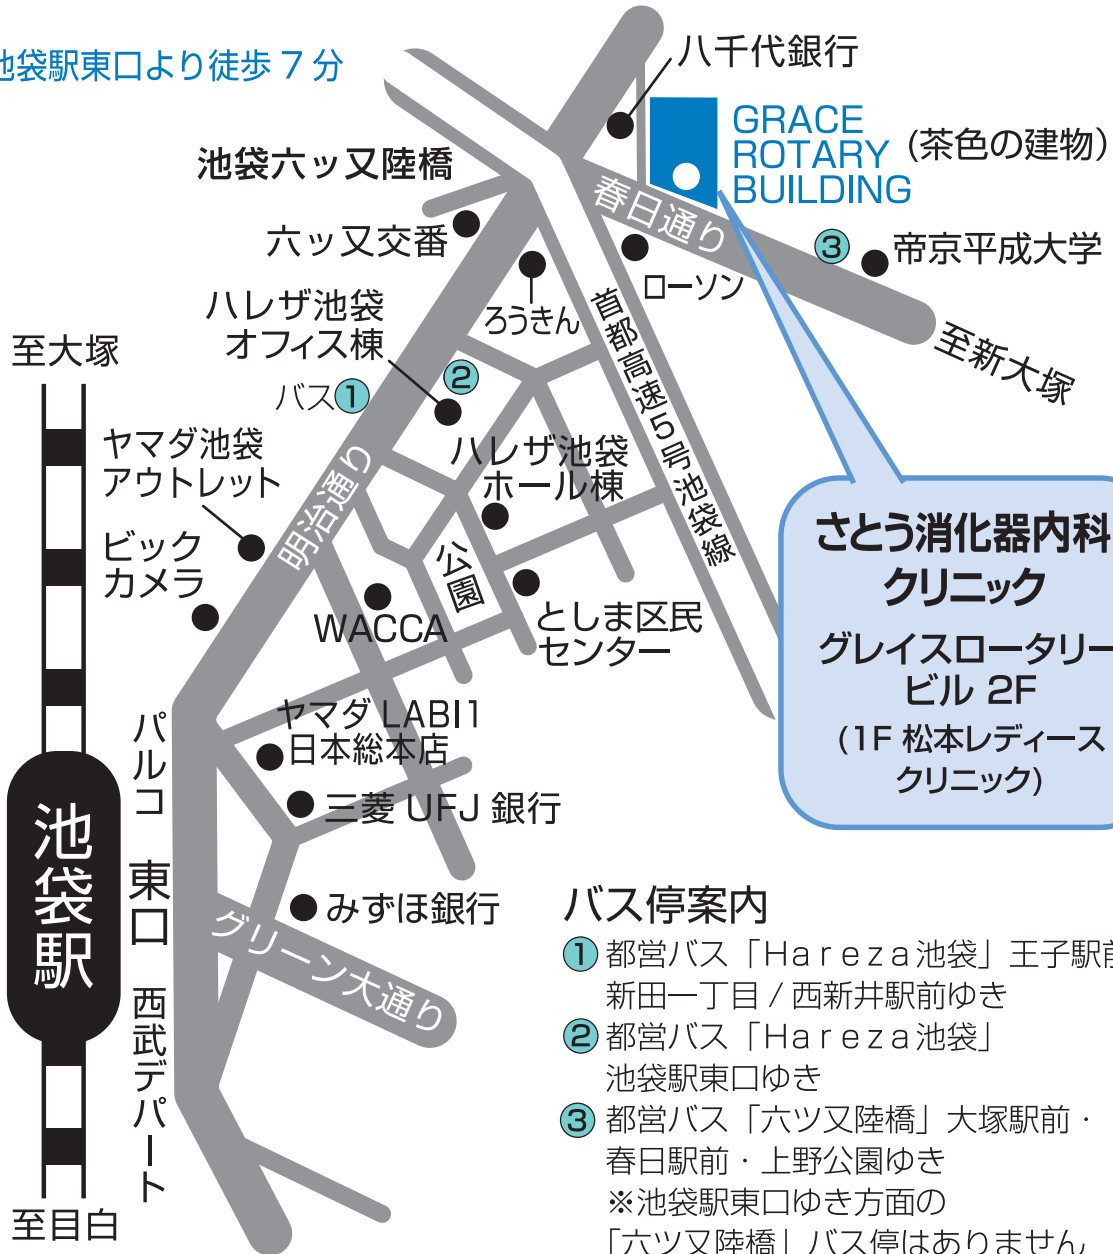 池袋駅東口より徒歩 7 分
八千代銀行
GRACE
ROTARY
BUILDING
(茶色の建物)
池袋六ッ又陸橋
春日通り
六ッ又交番
③
帝京平成大学
ローソン
ハレザ池袋
オフィス棟
ろうきん
首都高速5号池袋線
至新大塚
至大塚
バス①
②
ヤマダ池袋
アウトレット
ハレザ池袋
ホール棟
明治通り
ビック
カメラ
公園
WACCA
としま区民
センター
さとう消化器内科
クリニック
グレイスロータリー
ビル 2F
(1F 松本レディース
クリニック)
ヤマダ LABI1
日本総本店
パルコ
三菱 UFJ 銀行
池袋駅
東口
みずほ銀行
グリーン大通り
西武デパート
至目白
バス停案内
① 都営バス「Hareza池袋」王子駅前
新田一丁目 / 西新井駅前ゆき
② 都営バス「Hareza池袋」
池袋駅東口ゆき
③ 都営バス「六ツ又陸橋」大塚駅前・
春日駅前・上野公園ゆき
※池袋駅東口ゆき方面の
「六ツ又陸橋」バス停はありません